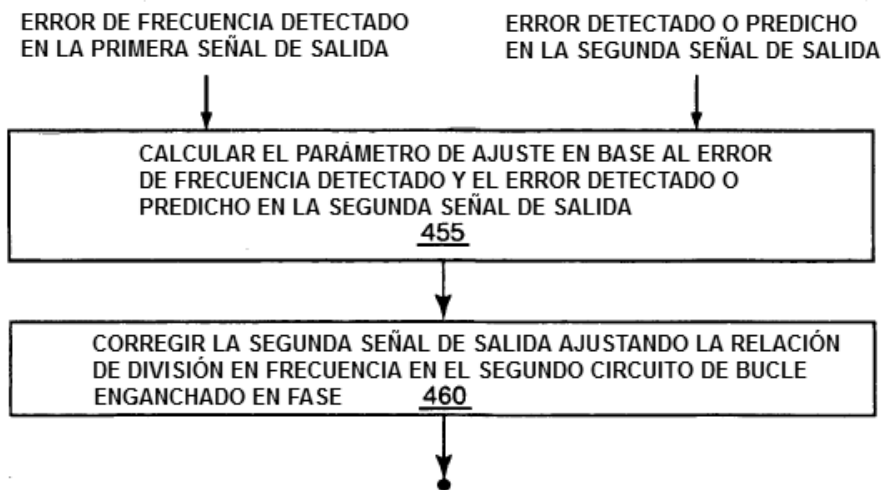 ERROR DE FRECUENCIA DETECTADO
EN LA PRIMERA SEÑAL DE SALIDA
ERROR DETECTADO O PREDICHO
EN LA SEGUNDA SEÑAL DE SALIDA
CALCULAR EL PARÁMETRO DE AJUSTE EN BASE AL ERROR
DE FRECUENCIA DETECTADO Y EL ERROR DETECTADO O
PREDICHO EN LA SEGUNDA SEÑAL DE SALIDA
455
CORREGIR LA SEGUNDA SEÑAL DE SALIDA AJUSTANDO LA RELACIÓN
DE DIVISIÓN EN FRECUENCIA EN EL SEGUNDO CIRCUITO DE BUCLE
ENGANCHADO EN FASE 460